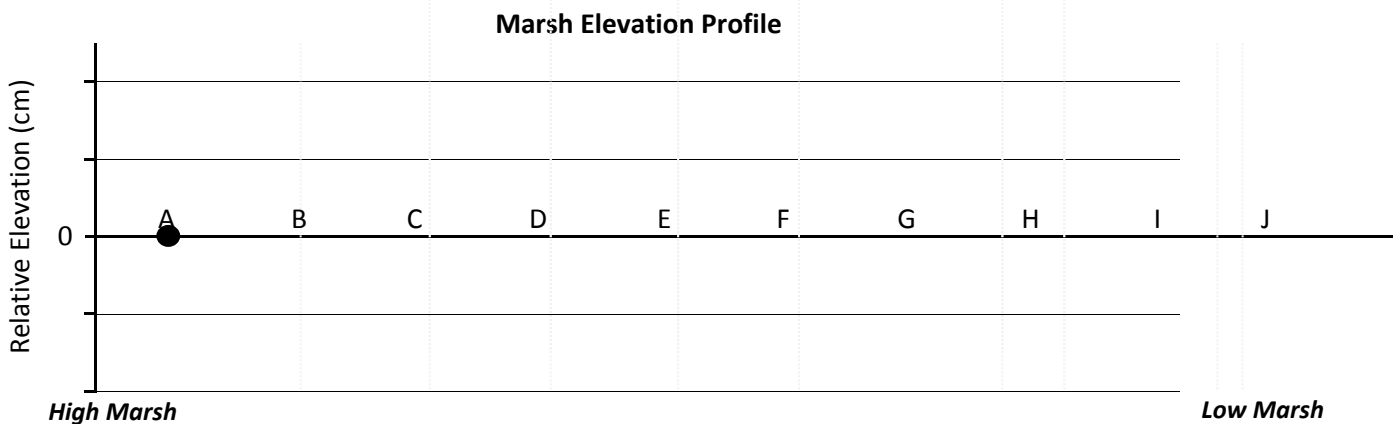 Marsh Elevation Profile
Relative Elevation (cm)
A B C D E F G H I J
0
High Marsh Low Marsh